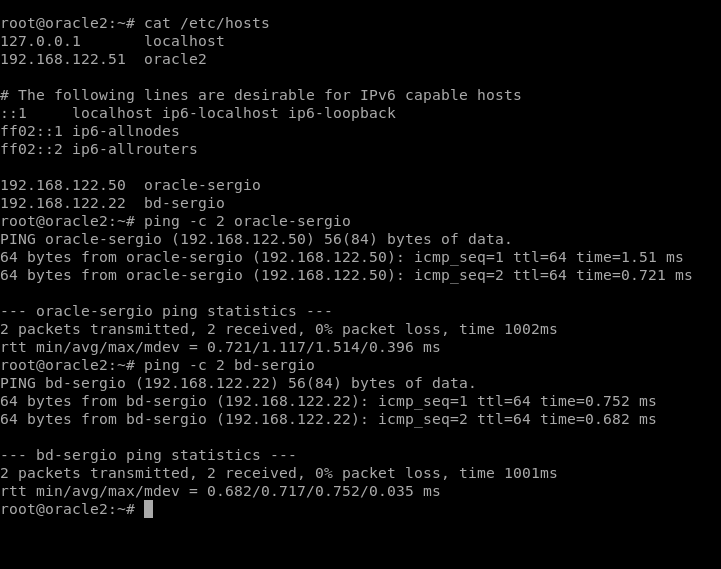 root@oracle2:~# cat /etc/hosts
127.0.0.1       localhost
192.168.122.51  oracle2
# The following lines are desirable for IPv6 capable hosts
::1     localhost ip6-localhost ip6-loopback
ff02::1 ip6-allnodes
ff02::2 ip6-allrouters
192.168.122.50  oracle-sergio
192.168.122.22  bd-sergio
root@oracle2:~# ping -c 2 oracle-sergio
PING oracle-sergio (192.168.122.50) 56(84) bytes of data.
64 bytes from oracle-sergio (192.168.122.50): icmp_seq=1 ttl=64 time=1.51 ms
64 bytes from oracle-sergio (192.168.122.50): icmp_seq=2 ttl=64 time=0.721 ms
--- oracle-sergio ping statistics ---
2 packets transmitted, 2 received, 0% packet loss, time 1002ms
rtt min/avg/max/mdev = 0.721/1.117/1.514/0.396 ms
root@oracle2:~# ping -c 2 bd-sergio
PING bd-sergio (192.168.122.22) 56(84) bytes of data.
64 bytes from bd-sergio (192.168.122.22): icmp_seq=1 ttl=64 time=0.752 ms
64 bytes from bd-sergio (192.168.122.22): icmp_seq=2 ttl=64 time=0.682 ms
--- bd-sergio ping statistics ---
2 packets transmitted, 2 received, 0% packet loss, time 1001ms
rtt min/avg/max/mdev = 0.682/0.717/0.752/0.035 ms
root@oracle2:~#